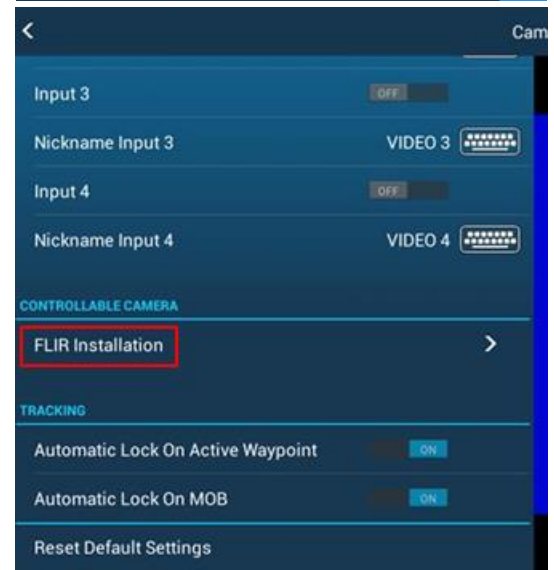 Cam
Input 3 OFF
Nickname Input 3 VIDEO 3
Input 4 OFF
Nickname Input 4 VIDEO 4
CONTROLLABLE CAMERA
FLIR Installation
TRACKING
Automatic Lock On Active Waypoint ON
Automatic Lock On MOB ON
Reset Default Settings